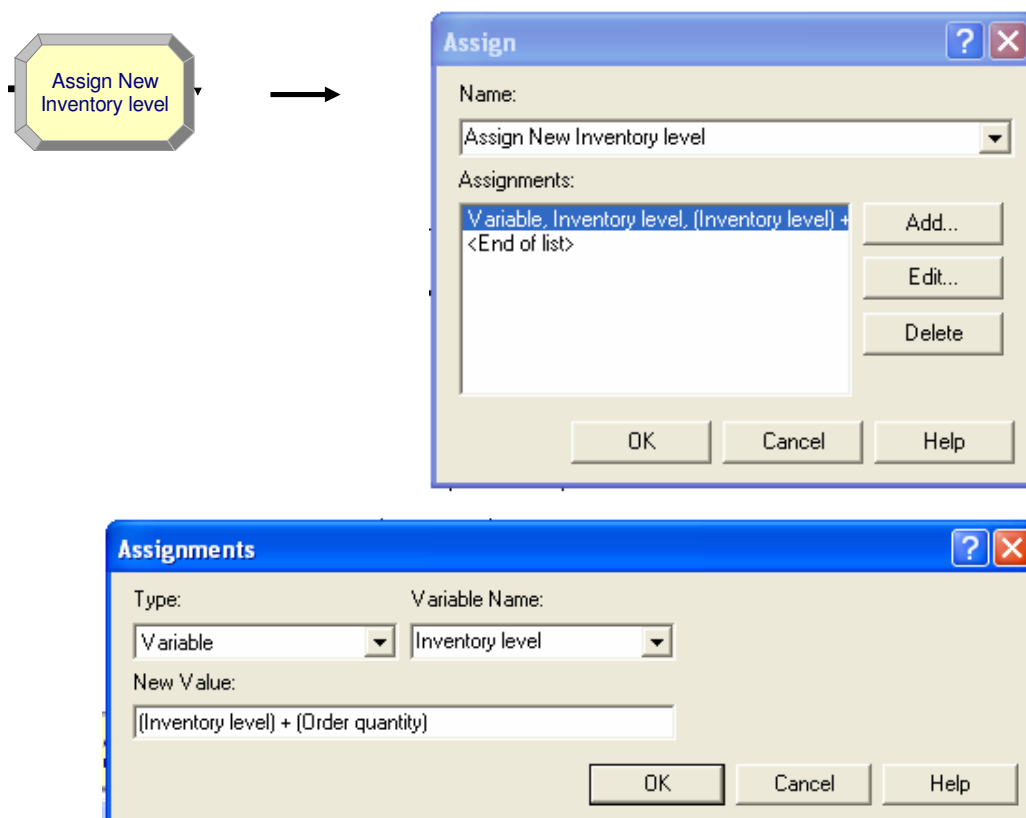 Assign New
Inventory level
Assign
Name:
Assign New Inventory level
Assignments:
Variable, Inventory level, (Inventory level) +
<End of list>
Add...
Edit...
Delete
OK Cancel Help
Assignments
Type: Variable Name:
Variable Inventory level
New Value:
(Inventory level) + (Order quantity)
OK Cancel Help